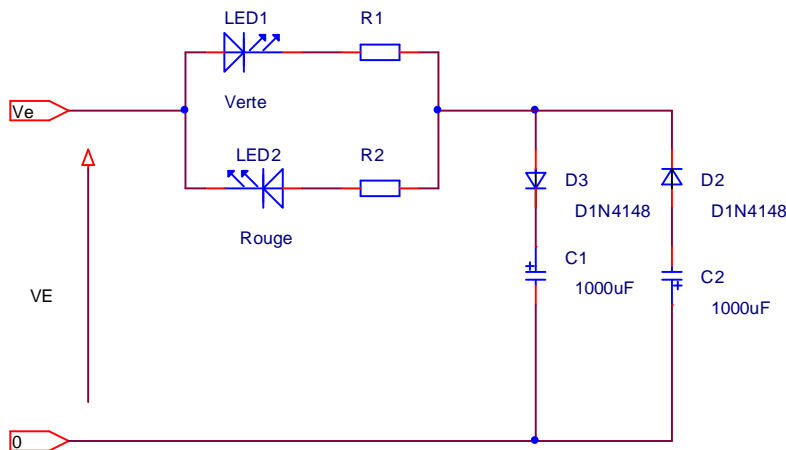 LED1
R1
Ve
Verte
LED2
R2
Rouge
D3
D1N4148
D2
D1N4148
C1
1000uF
C2
1000uF
VE
0